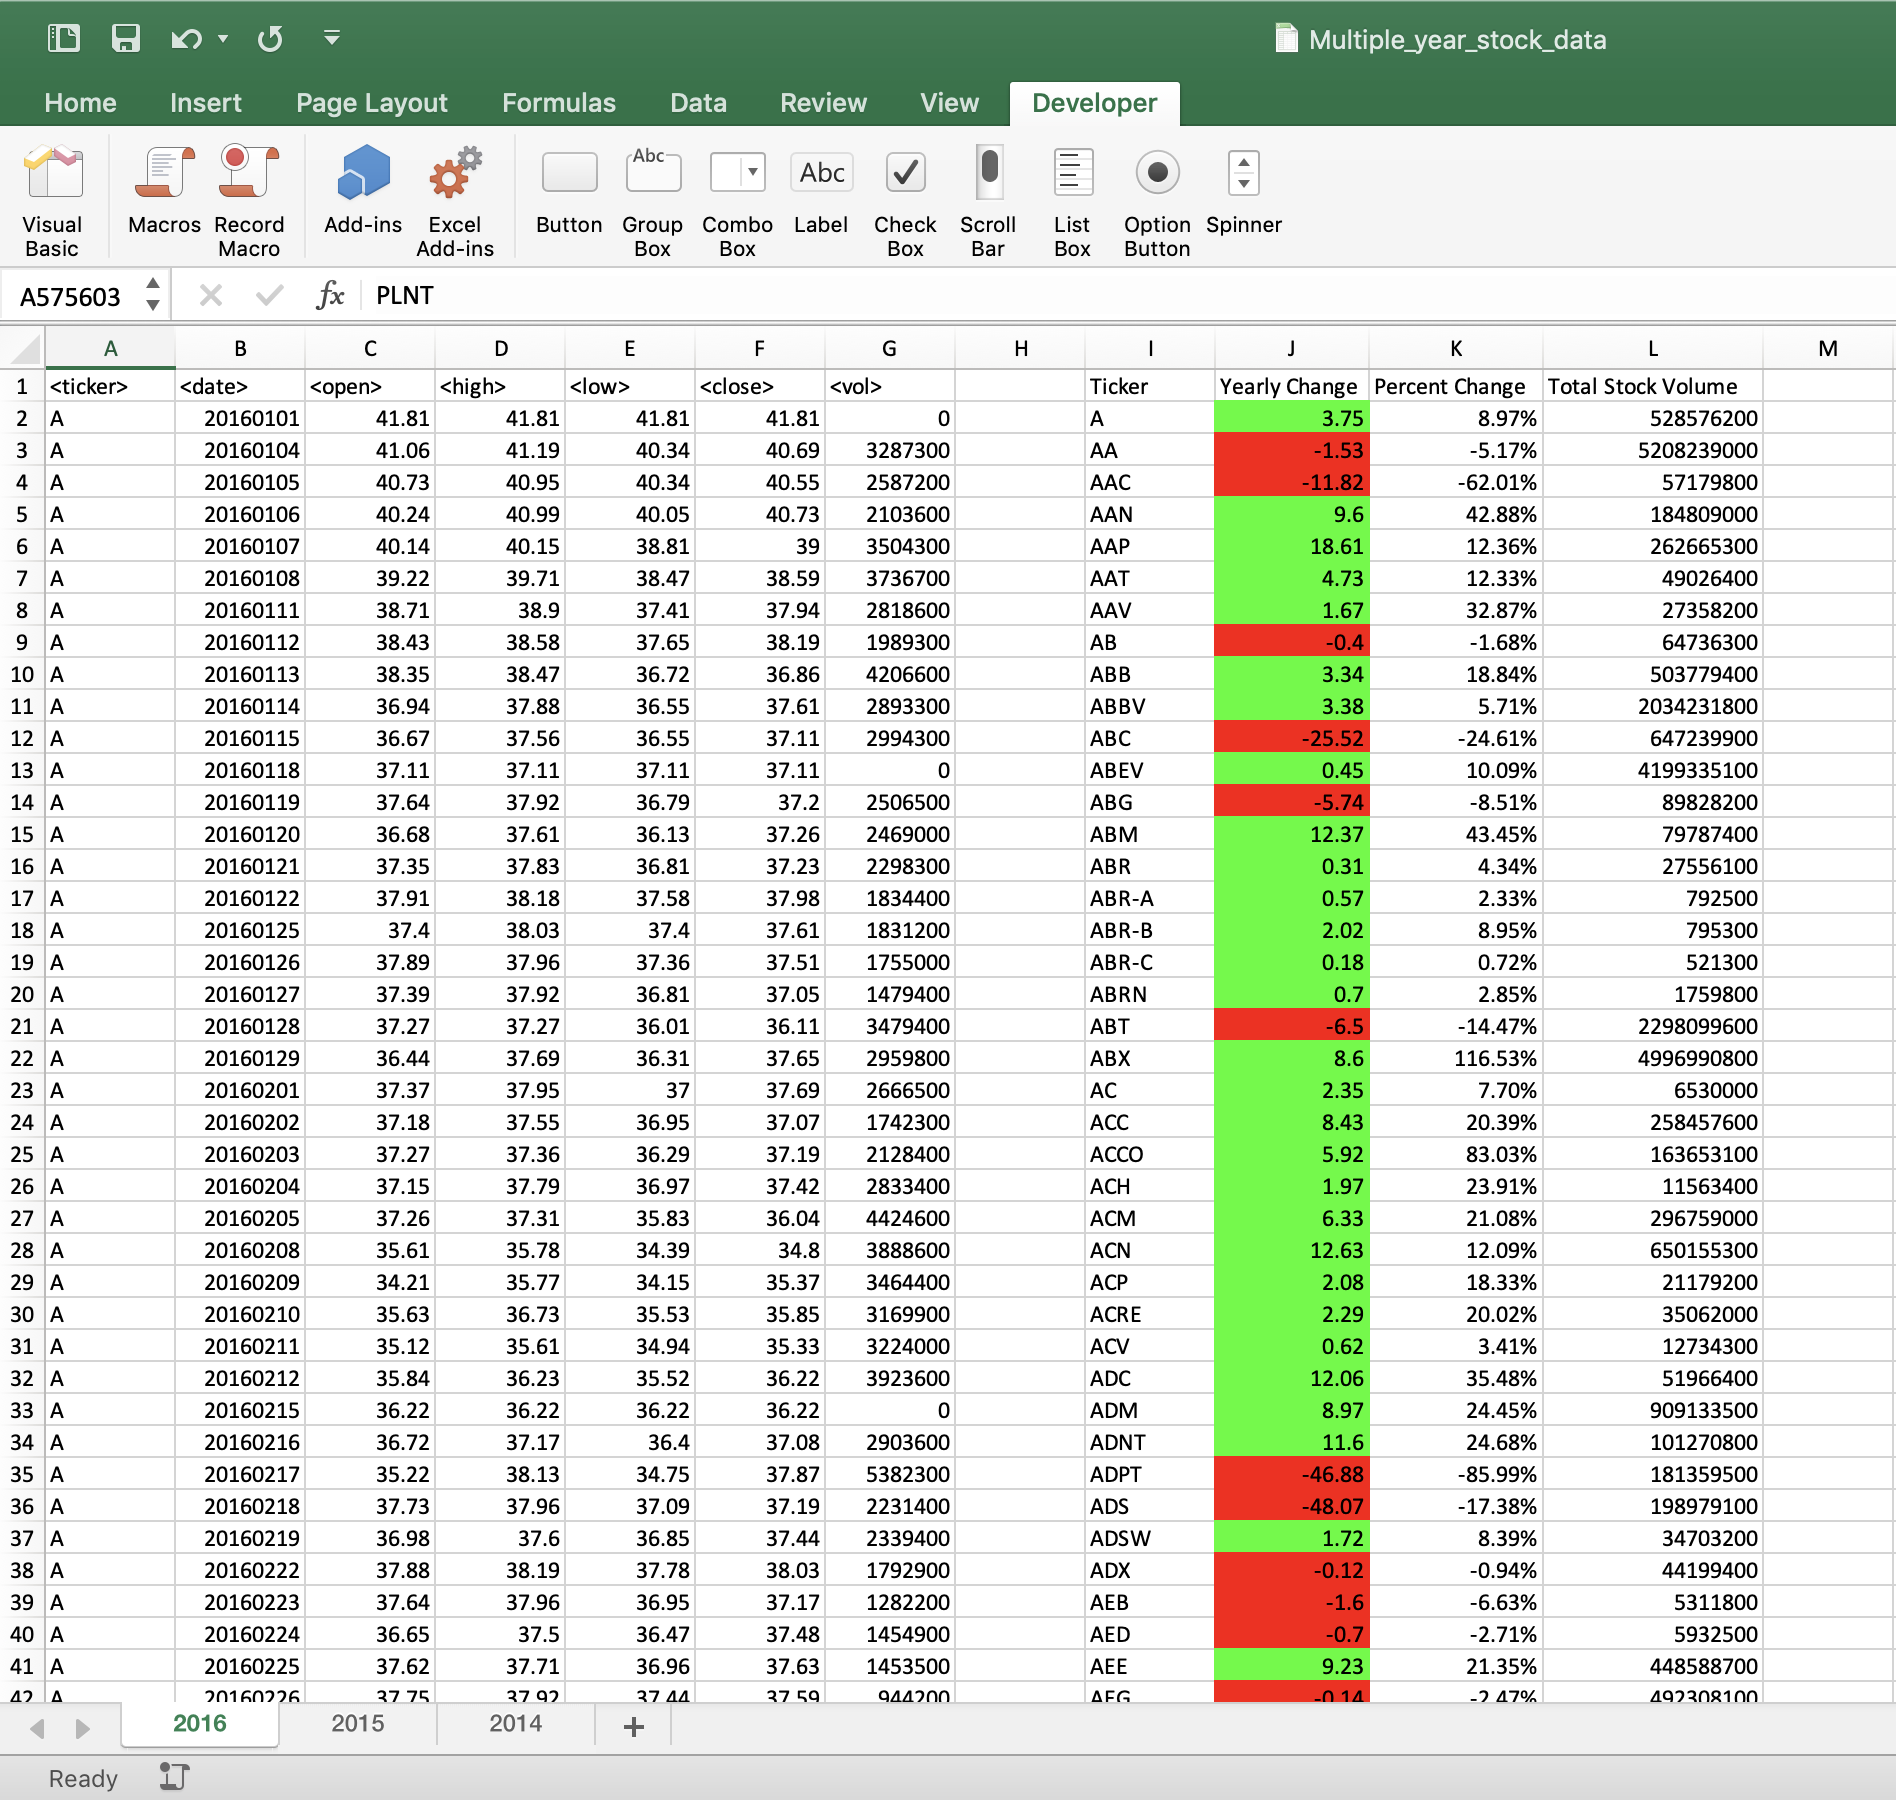 Multiple_year_stock_data
Home Insert Page Layout Formulas Data Review View Developer
Visual Basic Macros Record Macro Add-ins Excel Add-ins Button Abc Group Box Combo Box Abc Label Check Box Scroll Bar List Box Option Button Spinner
A575603 fx PLNT
A B C D E F G H I J K L M
1 <ticker> <date> <open> <high> <low> <close> <vol> Ticker Yearly Change Percent Change Total Stock Volume
2 A 20160101 41.81 41.81 41.81 41.81 0 A 3.75 8.97% 528576200
3 A 20160104 41.06 41.19 40.34 40.69 3287300 AA -1.53 -5.17% 5208239000
4 A 20160105 40.73 40.95 40.34 40.55 2587200 AAC -11.82 -62.01% 57179800
5 A 20160106 40.24 40.99 40.05 40.73 2103600 AAN 9.6 42.88% 184809000
6 A 20160107 40.14 40.15 38.81 39 3504300 AAP 18.61 12.36% 262665300
7 A 20160108 39.22 39.71 38.47 38.59 3736700 AAT 4.73 12.33% 49026400
8 A 20160111 38.71 38.9 37.41 37.94 2818600 AAV 1.67 32.87% 27358200
9 A 20160112 38.43 38.58 37.65 38.19 1989300 AB -0.4 -1.68% 64736300
10 A 20160113 38.35 38.47 36.72 36.86 4206600 ABB 3.34 18.84% 503779400
11 A 20160114 36.94 37.88 36.55 37.61 2893300 ABBV 3.38 5.71% 2034231800
12 A 20160115 36.67 37.56 36.55 37.11 2994300 ABC -25.52 -24.61% 647239900
13 A 20160118 37.11 37.11 37.11 37.11 0 ABEV 0.45 10.09% 4199335100
14 A 20160119 37.64 37.92 36.79 37.2 2506500 ABG -5.74 -8.51% 89828200
15 A 20160120 36.68 37.61 36.13 37.26 2469000 ABM 12.37 43.45% 79787400
16 A 20160121 37.35 37.83 36.81 37.23 2298300 ABR 0.31 4.34% 27556100
17 A 20160122 37.91 38.18 37.58 37.98 1834400 ABR-A 0.57 2.33% 792500
18 A 20160125 37.4 38.03 37.4 37.61 1831200 ABR-B 2.02 8.95% 795300
19 A 20160126 37.89 37.96 37.36 37.51 1755000 ABR-C 0.18 0.72% 521300
20 A 20160127 37.39 37.92 36.81 37.05 1479400 ABRN 0.7 2.85% 1759800
21 A 20160128 37.27 37.27 36.01 36.11 3479400 ABT -6.5 -14.47% 2298099600
22 A 20160129 36.44 37.69 36.31 37.65 2959800 ABX 8.6 116.53% 4996990800
23 A 20160201 37.37 37.95 37 37.69 2666500 AC 2.35 7.70% 6530000
24 A 20160202 37.18 37.55 36.95 37.07 1742300 ACC 8.43 20.39% 258457600
25 A 20160203 37.27 37.36 36.29 37.19 2128400 ACCO 5.92 83.03% 163653100
26 A 20160204 37.15 37.79 36.97 37.42 2833400 ACH 1.97 23.91% 11563400
27 A 20160205 37.26 37.31 35.83 36.04 4424600 ACM 6.33 21.08% 296759000
28 A 20160208 35.61 35.78 34.39 34.8 3888600 ACN 12.63 12.09% 650155300
29 A 20160209 34.21 35.77 34.15 35.37 3464400 ACP 2.08 18.33% 21179200
30 A 20160210 35.63 36.73 35.53 35.85 3169900 ACRE 2.29 20.02% 35062000
31 A 20160211 35.12 35.61 34.94 35.33 3224000 ACV 0.62 3.41% 12734300
32 A 20160212 35.84 36.23 35.52 36.22 3923600 ADC 12.06 35.48% 51966400
33 A 20160215 36.22 36.22 36.22 36.22 0 ADM 8.97 24.45% 909133500
34 A 20160216 36.72 37.17 36.4 37.08 2903600 ADNT 11.6 24.68% 101270800
35 A 20160217 35.22 38.13 34.75 37.87 5382300 ADPT -46.88 -85.99% 181359500
36 A 20160218 37.73 37.96 37.09 37.19 2231400 ADS -48.07 -17.38% 198979100
37 A 20160219 36.98 37.6 36.85 37.44 2339400 ADSW 1.72 8.39% 34703200
38 A 20160222 37.88 38.19 37.78 38.03 1792900 ADX -0.12 -0.94% 44199400
39 A 20160223 37.64 37.96 36.95 37.17 1282200 AEB -1.6 -6.63% 5311800
40 A 20160224 36.65 37.5 36.47 37.48 1454900 AED -0.7 -2.71% 5932500
41 A 20160225 37.62 37.71 36.96 37.63 1453500 AEE 9.23 21.35% 448588700
42 A 20160226 37.75 37.92 37.44 37.59 944200 AEG -0.14 -2.47% 492308100
2016 2015 2014 +
Ready